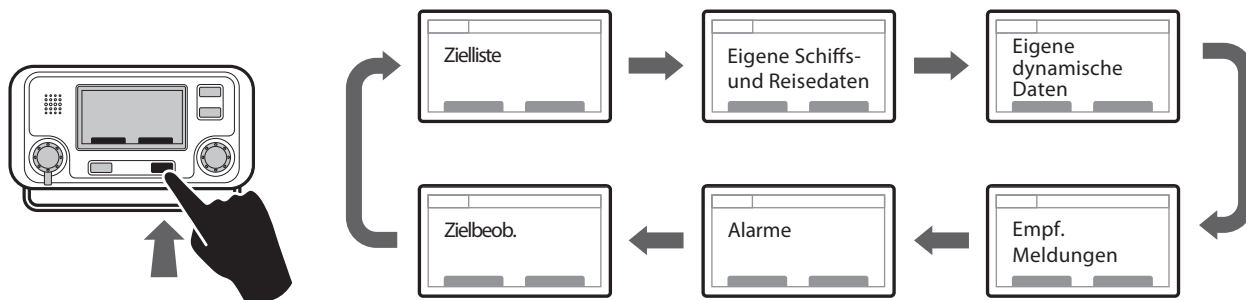 Zielliste
Eigene Schiffs-
und Reisedaten
Eigene
dynamische
Daten
Zielbeob.
Alarme
Empf.
Meldungen